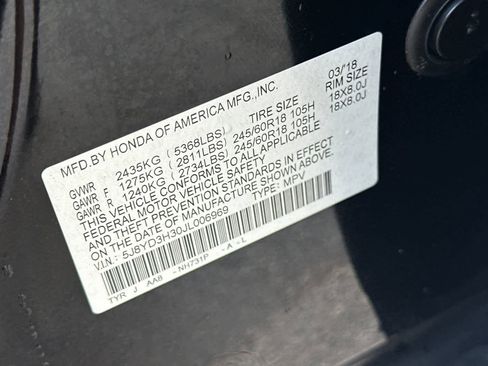 MFD.BY HONDA OF AMERICA MFG.,INC. 03/18
TIRE SIZE RIM SIZE
GVWR 2435KG ( 5368LBS)
GAWR F 1275KG ( 2811LBS) 245/60R18 105H 18X8.0J
GAWR R 1240KG ( 2734LBS) 245/60R18 105H 18X8.0J
THIS VEHICLE CONFORMS TO ALL APPLICABLE
FEDERAL MOTOR VEHICLE SAFETY
AND THEFT PREVENTION STANDARDS IN EFFECT
ON THE DATE OF MANUFACTURE SHOWN ABOVE.
V.I.N.: 5J8YD3H30JL006969 TYPE: MPV
TYR J AAB -NH731P -A -L